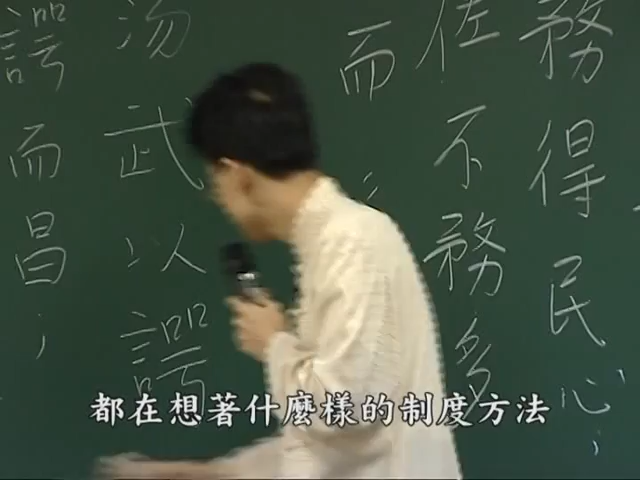 務得民心；
佐不務多
而
湯武以諤
諤而昌；
都在想著什麼樣的制度方法